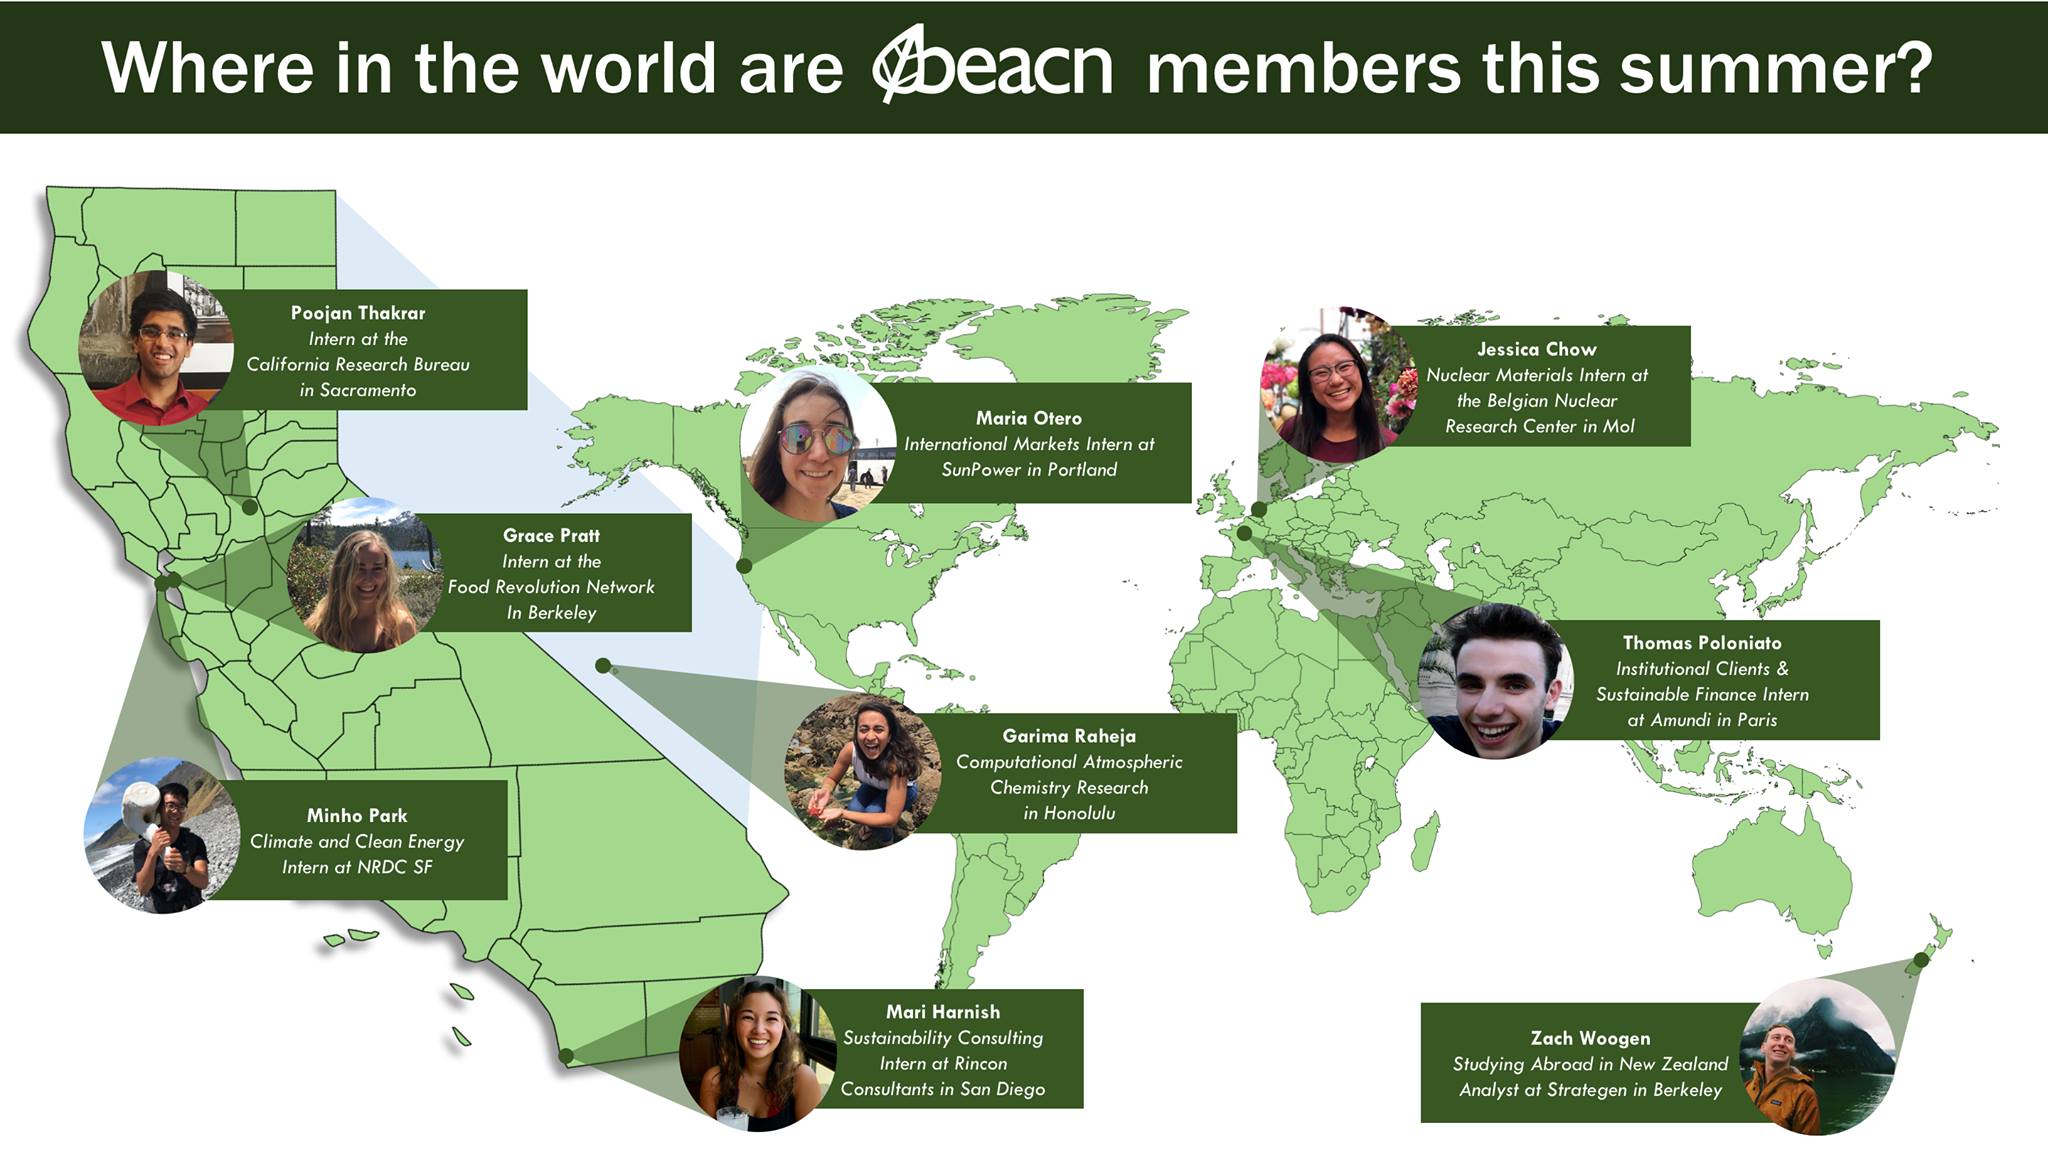 Where in the world are beacn members this summer?
Poojan Thakrar
Intern at the
California Research Bureau
in Sacramento
Grace Pratt
Intern at the
Food Revolution Network
In Berkeley
Minho Park
Climate and Clean Energy
Intern at NRDC SF
Mari Harnish
Sustainability Consulting
Intern at Rincon
Consultants in San Diego
Maria Otero
International Markets Intern at
SunPower in Portland
Garima Raheja
Computational Atmospheric
Chemistry Research
in Honolulu
Jessica Chow
Nuclear Materials Intern at
the Belgian Nuclear
Research Center in Mol
Thomas Poloniato
Institutional Clients &
Sustainable Finance Intern
at Amundi in Paris
Zach Woogen
Studying Abroad in New Zealand
Analyst at Strategen in Berkeley